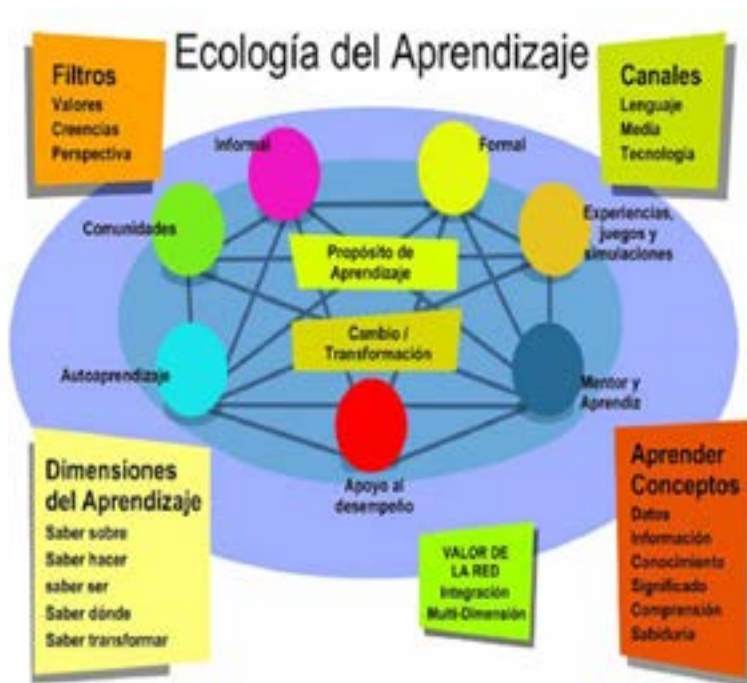 Ecología del Aprendizaje
Filtros
Valores
Creencias
Perspectiva
Canales
Lenguaje
Media
Tecnología
Informal
Formal
Comunidades
Experiencias,
juegos y
simulaciones
Propósito de
Aprendizaje
Cambio /
Transformación
Autoaprendizaje
Mentor y
Aprendiz
Apoyo al
desempeño
Dimensiones
del Aprendizaje
Saber sobre
Saber hacer
saber ser
Saber dónde
Saber transformar
VALOR DE
LA RED
Integración
Multi-Dimensión
Aprender
Conceptos
Datos
Información
Conocimiento
Significado
Comprensión
Sabiduría